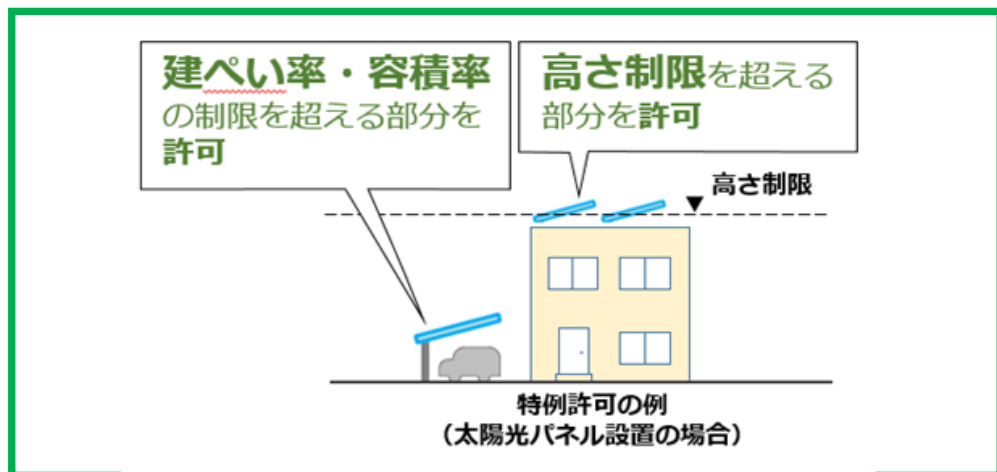 建ぺい率・容積率
の制限を超える部分を
許可
高さ制限を超える
部分を許可
高さ制限
特例許可の例
（太陽光パネル設置の場合）